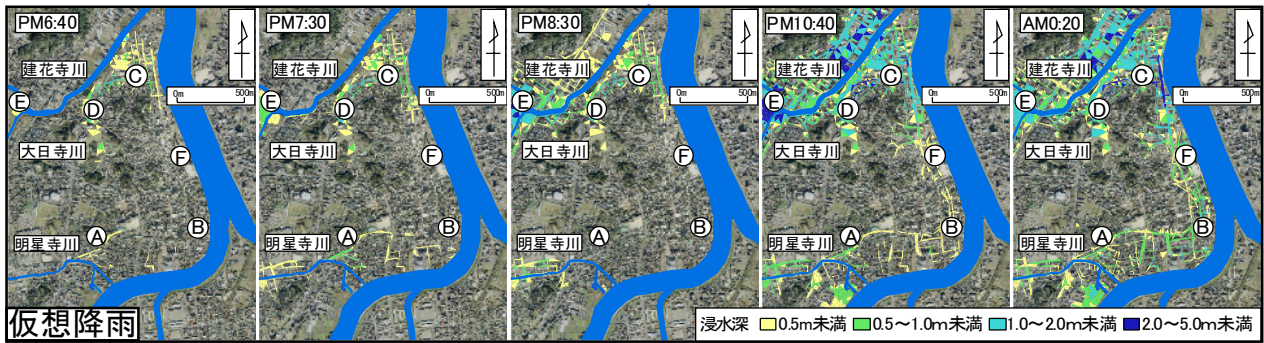 PM6:40
建花寺川
C
E
D
0m 500m
大日寺川
F
B
A
明星寺川
PM7:30
建花寺川
C
E
D
0m 500m
大日寺川
F
B
A
明星寺川
PM8:30
建花寺川
C
E
D
0m 500m
大日寺川
F
B
A
明星寺川
PM10:40
建花寺川
C
E
D
0m 500m
大日寺川
F
B
A
明星寺川
AM0:20
建花寺川
C
E
D
0m 500m
大日寺川
F
B
A
明星寺川
仮想降雨
浸水深 0.5m未満 0.5～1.0m未満 1.0～2.0m未満 2.0～5.0m未満